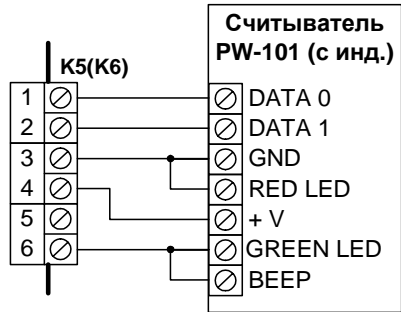 Считыватель
PW-101 (с инд.)
K5(K6)
1 DATA 0
2 DATA 1
3 GND
4 RED LED
5 + V
6 GREEN LED
BEEP